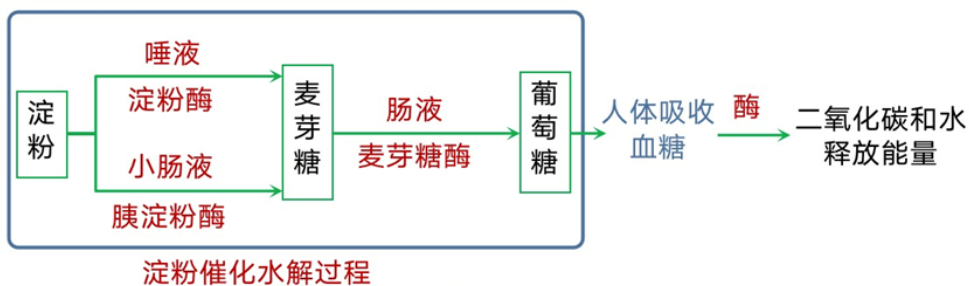 淀粉
唾液
淀粉酶
小肠液
胰淀粉酶
麦芽糖
肠液
麦芽糖酶
葡萄糖
人体吸收
血糖
酶
二氧化碳和水
释放能量
淀粉催化水解过程